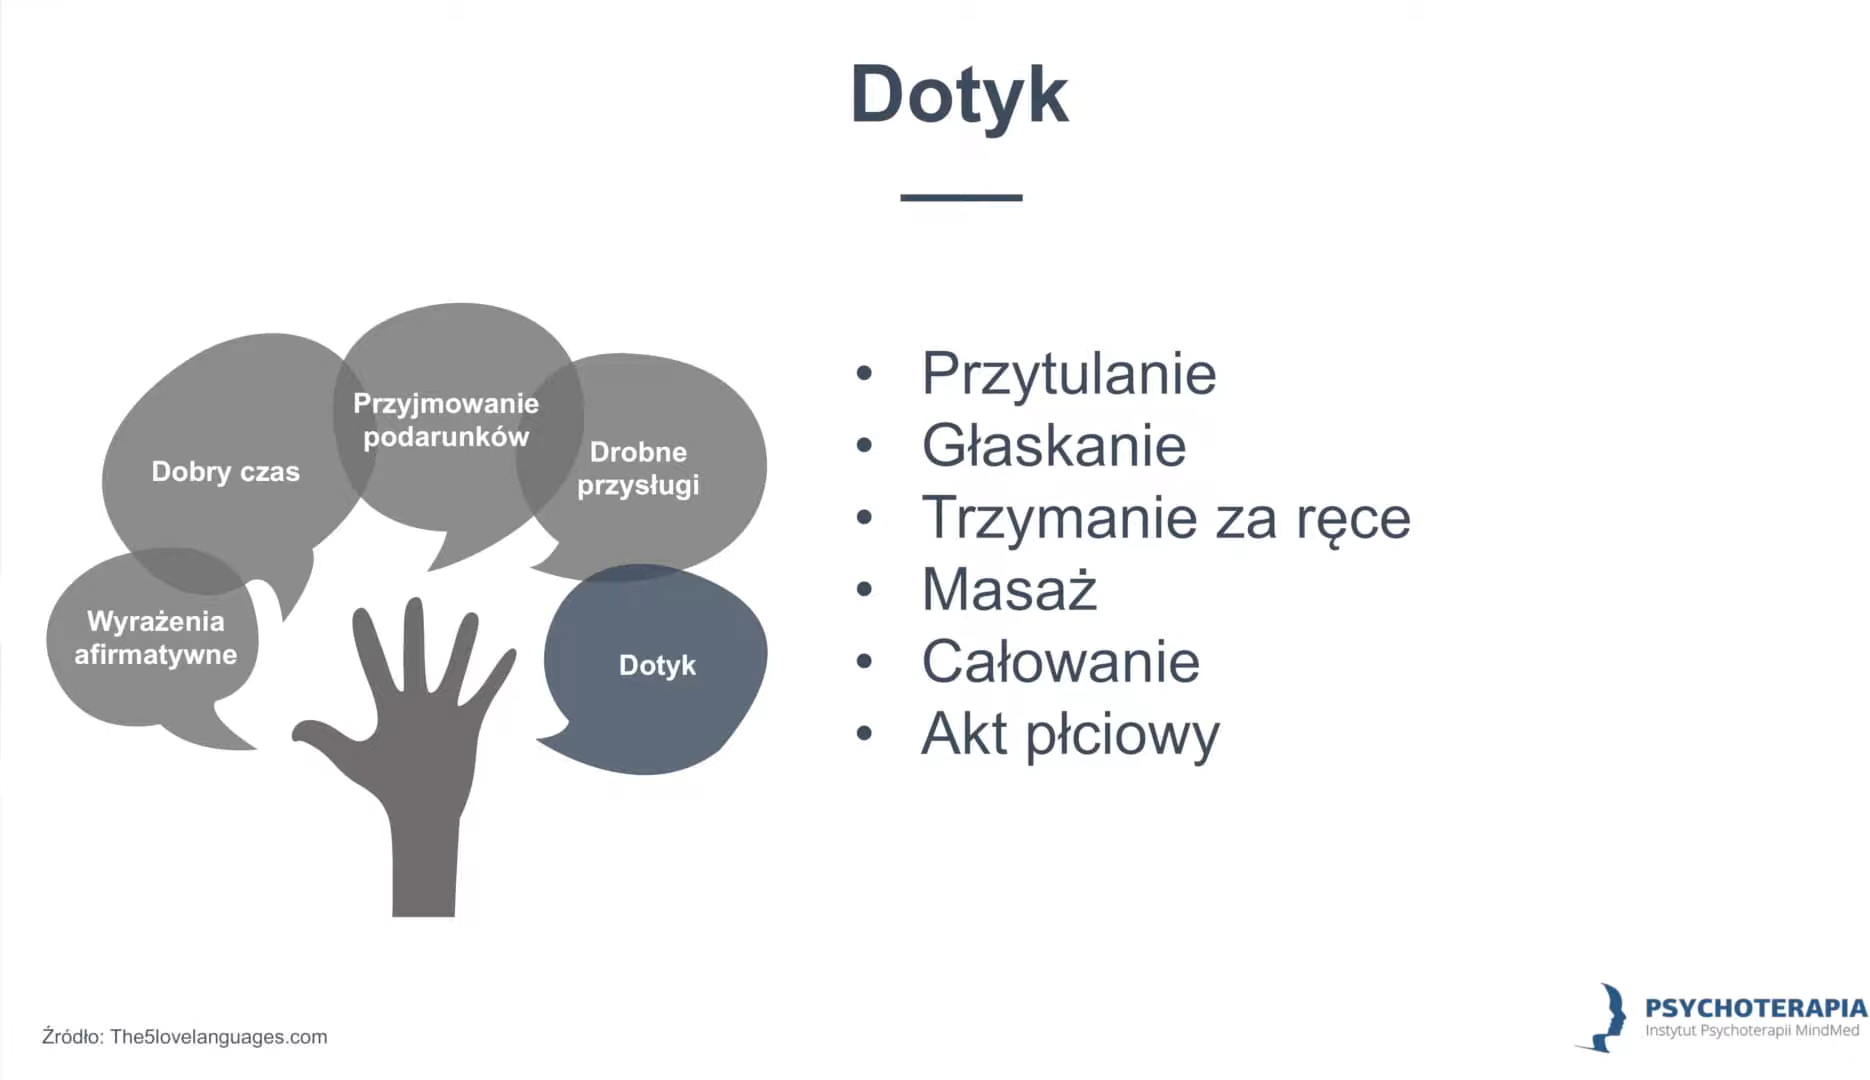 Dotyk
Dobry czas
Przyjmowanie
podarunków
Drobne
przysługi
Wyrażenia
afirmatywne
Dotyk
• Przytulanie
• Głaskanie
• Trzymanie za ręce
• Masaż
• Całowanie
• Akt płciowy
Źródło: The5lovelanguages.com
PSYCHOTERAPIA
Instytut Psychoterapii MindMed